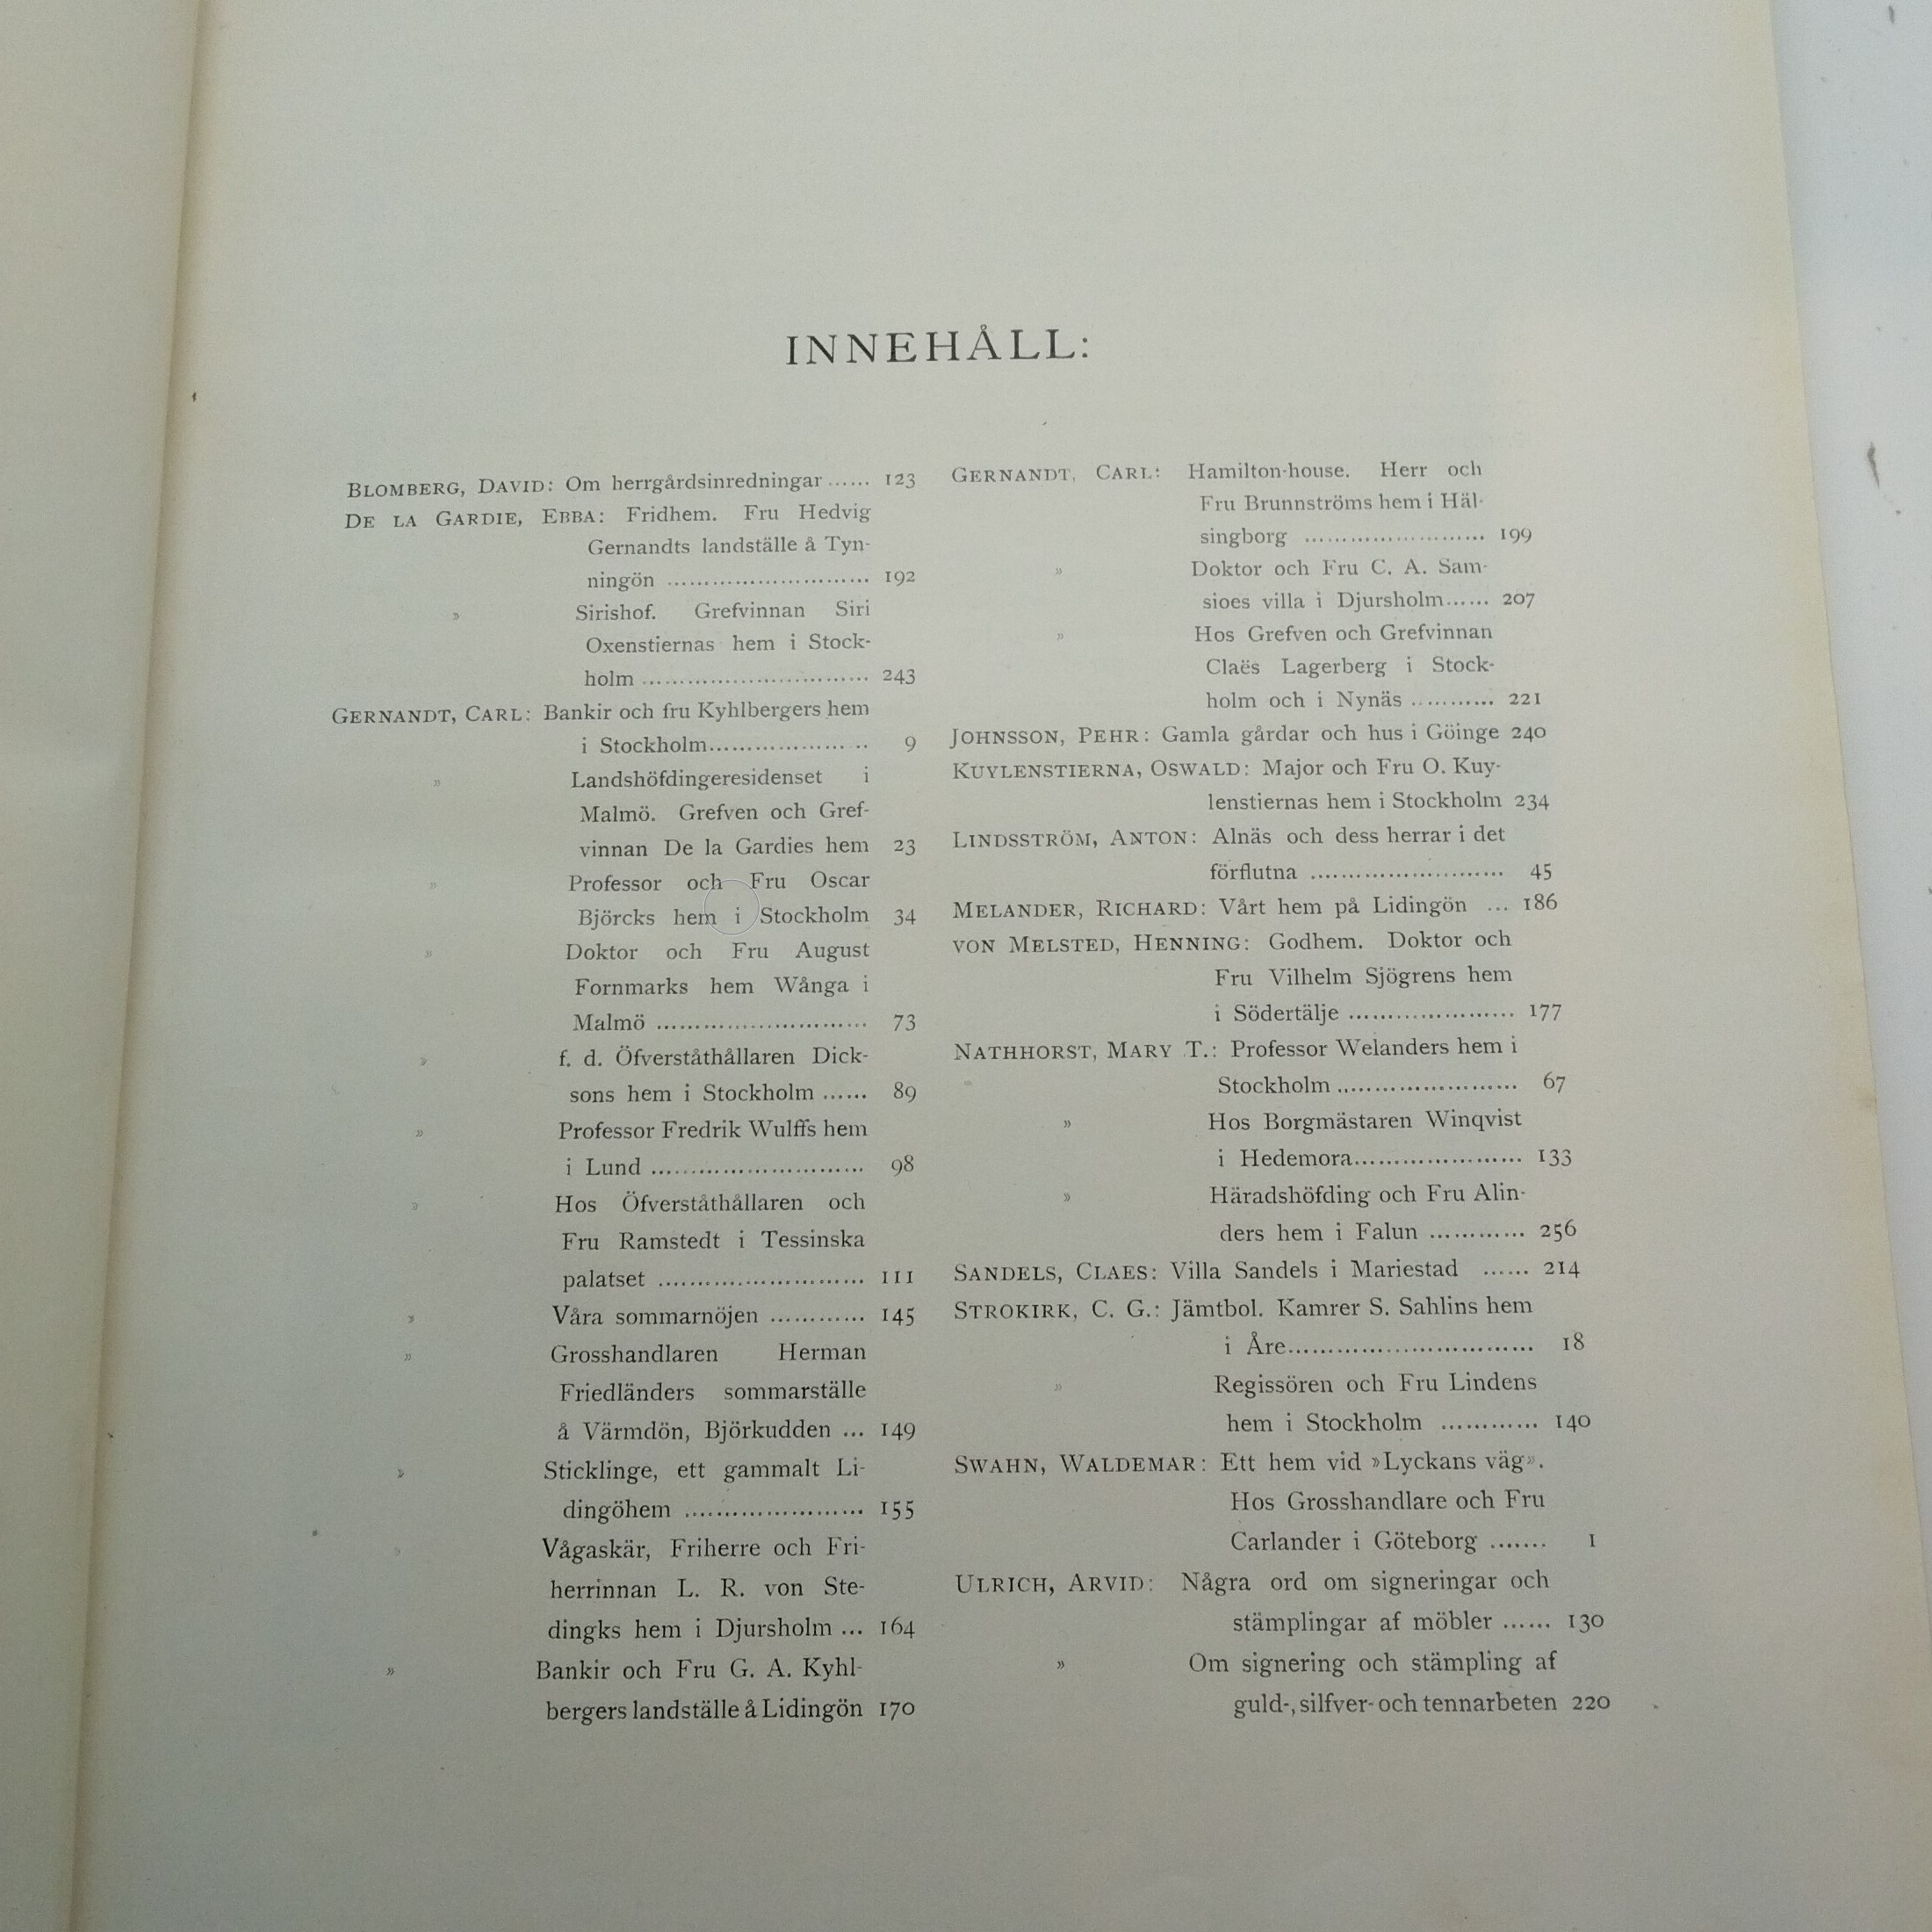 INNEHÅLL:
BLOMBERG, DAVID: Om herrgårdsinredningar ...... 123
DE LA GARDIE, EBBA: Fridhem. Fru Hedvig
Gernandts landställe å Tyn-
ningön ............................ 192
» Sirishof. Grefvinnan Siri
Oxenstiernas hem i Stock-
holm ............................... 243
GERNANDT, CARL: Bankir och fru Kyhlbergers hem
i Stockholm...................... 9
» Landshöfdingeresidenset i
Malmö. Grefven och Gref-
vinnan De la Gardies hem 23
» Professor och Fru Oscar
Björcks hem i Stockholm 34
» Doktor och Fru August
Fornmarks hem Wånga i
Malmö ............................. 73
» f. d. Öfverståthållaren Dick-
sons hem i Stockholm ...... 89
» Professor Fredrik Wulffs hem
i Lund ............................. 98
» Hos Öfverståthållaren och
Fru Ramstedt i Tessinska
palatset ............................ 111
» Våra sommarnöjen ............ 145
» Grosshandlaren Herman
Friedländers sommarställe
å Värmdön, Björkudden ... 149
» Sticklinge, ett gammalt Li-
dingöhem ........................ 155
» Vågaskär, Friherre och Fri-
herrinnan L. R. von Ste-
dingks hem i Djursholm ... 164
» Bankir och Fru G. A. Kyhl-
bergers landställe å Lidingön 170
GERNANDT, CARL: Hamilton-house. Herr och
Fru Brunnströms hem i Häl-
singborg ......................... 199
» Doktor och Fru C. A. Sam-
sioes villa i Djursholm...... 207
» Hos Grefven och Grefvinnan
Claës Lagerberg i Stock-
holm och i Nynäs ........... 221
JOHNSSON, PEHR: Gamla gårdar och hus i Göinge 240
KUYLENSTIERNA, OSWALD: Major och Fru O. Kuy-
lenstiernas hem i Stockholm 234
LINDSSTRÖM, ANTON: Alnäs och dess herrar i det
förflutna .......................... 45
MELANDER, RICHARD: Vårt hem på Lidingön ... 186
VON MELSTED, HENNING: Godhem. Doktor och
Fru Vilhelm Sjögrens hem
i Södertälje ...................... 177
NATHHORST, MARY T.: Professor Welanders hem i
Stockholm ........................ 67
» Hos Borgmästaren Winqvist
i Hedemora...................... 133
» Häradshöfding och Fru Alin-
ders hem i Falun ............ 256
SANDELS, CLAES: Villa Sandels i Mariestad ...... 214
STROKIRK, C. G.: Jämtbol. Kamrer S. Sahlins hem
i Åre................................ 18
» Regissören och Fru Lindens
hem i Stockholm ............ 140
SWAHN, WALDEMAR: Ett hem vid »Lyckans väg».
Hos Grosshandlare och Fru
Carlander i Göteborg ....... 1
ULRICH, ARVID: Några ord om signeringar och
stämplingar af möbler ...... 130
» Om signering och stämpling af
guld-, silfver- och tennarbeten 220